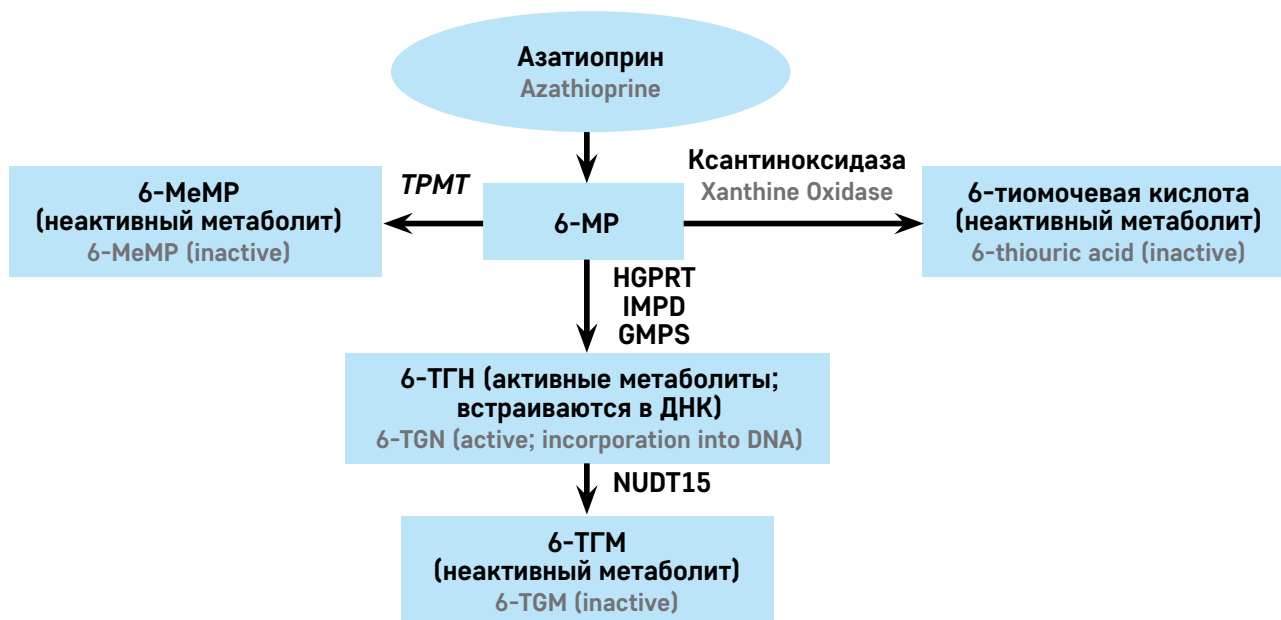 Азатиоприн
Azathioprine
Ксантиноксидаза
Xanthine Oxidase
TPMT
6-MeMP
(неактивный метаболит)
6-MeMP (inactive)
6-MP
6-тиомочевая кислота
(неактивный метаболит)
6-thiouric acid (inactive)
HGPRT
IMPD
GMPS
6-ТГН (активные метаболиты;
встраиваются в ДНК)
6-TGN (active; incorporation into DNA)
NUDT15
6-ТГМ
(неактивный метаболит)
6-TGM (inactive)